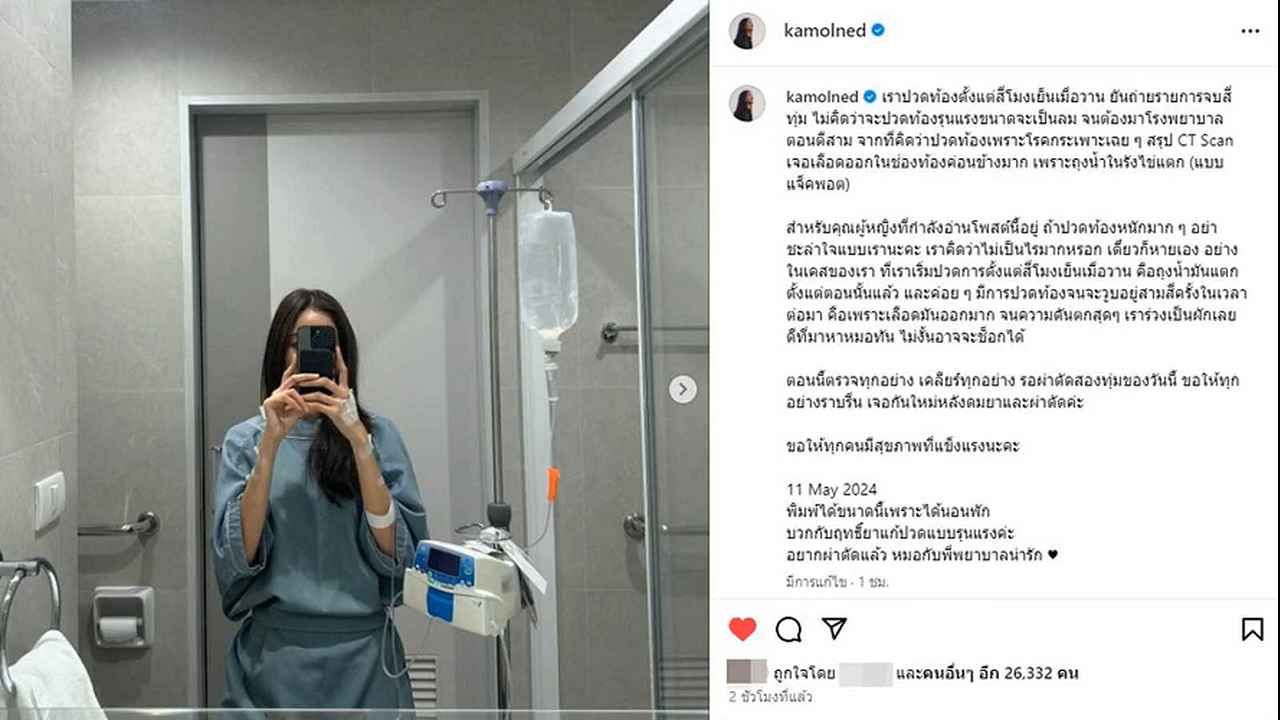 kamolned
kamolned เราปวดท้องตั้งแต่สี่โมงเย็นเมื่อวาน ยันถ่ายรายการจบสี่
ทุ่ม ไม่คิดว่าจะปวดท้องรุนแรงขนาดจะเป็นลม จนต้องมาโรงพยาบาล
ตอนตีสาม จากที่คิดว่าปวดท้องเพราะโรคกระเพาะเฉย ๆ สรุป CT Scan
เจอเลือดออกในช่องท้องค่อนข้างมาก เพราะถุงน้ำในรังไข่แตก (แบบ
แจ็คพอต)
สำหรับคุณผู้หญิงที่กำลังอ่านโพสต์นี้อยู่ ถ้าปวดท้องหนักมาก ๆ อย่า
ชะล่าใจแบบเรานะคะ เราคิดว่าไม่เป็นไรมากหรอก เดี๋ยวก็หายเอง อย่าง
ในเคสของเรา ที่เราเริ่มปวดการตั้งแต่สี่โมงเย็นเมื่อวาน คือถุงน้ำมันแตก
ตั้งแต่ตอนนั้นแล้ว และค่อย ๆ มีการปวดท้องจนจะวูบอยู่สามสี่ครั้งในเวลา
ต่อมา คือเพราะเลือดมันออกมาก จนความดันตกสุดๆ เราร่วงเป็นผักเลย
ดีที่มาหาหมอทัน ไม่งั้นอาจจะช็อกได้
ตอนนี้ตรวจทุกอย่าง เคลียร์ทุกอย่าง รอผ่าตัดสองทุ่มของวันนี้ ขอให้ทุก
อย่างราบรื่น เจอกันใหม่หลังดมยาและผ่าตัดค่ะ
ขอให้ทุกคนมีสุขภาพที่แข็งแรงนะคะ
11 May 2024
พิมพ์ได้ขนาดนี้เพราะได้นอนพัก
บวกกับฤทธิ์ยาแก้ปวดแบบรุนแรงค่ะ
อยากผ่าตัดแล้ว หมอกับพี่พยาบาลน่ารัก ♥
มีการแก้ไข · 1 ชม.
ถูกใจโดย และคนอื่นๆ อีก 26,332 คน
2 ชั่วโมงที่แล้ว